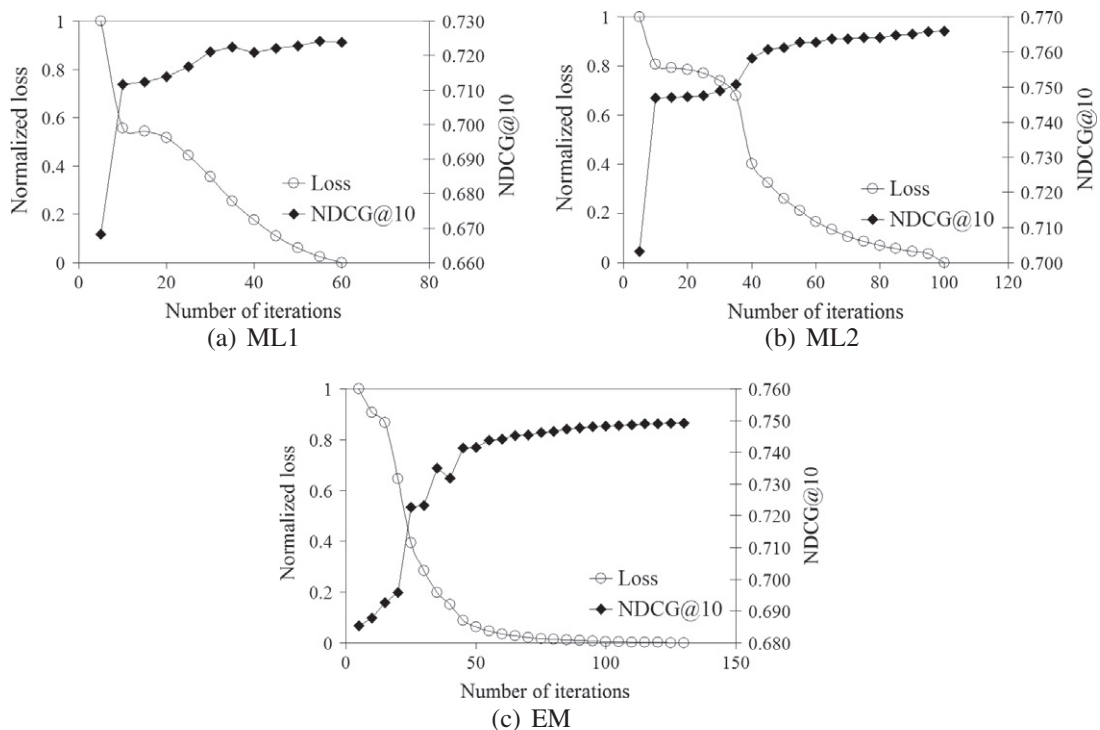 1
0.8
0.6
0.4
0.2
0
0.730
0.720
0.710
0.700
0.690
0.680
0.670
0.660
0 20 40 60 80
Normalized loss
NDCG@10
Loss
NDCG@10
Number of iterations
(a) ML1
1
0.8
0.6
0.4
0.2
0
0.770
0.760
0.750
0.740
0.730
0.720
0.710
0.700
0 20 40 60 80 100 120
Normalized loss
NDCG@10
Loss
NDCG@10
Number of iterations
(b) ML2
1
0.8
0.6
0.4
0.2
0
0.760
0.750
0.740
0.730
0.720
0.710
0.700
0.690
0.680
0 50 100 150
Normalized loss
NDCG@10
Loss
NDCG@10
Number of iterations
(c) EM